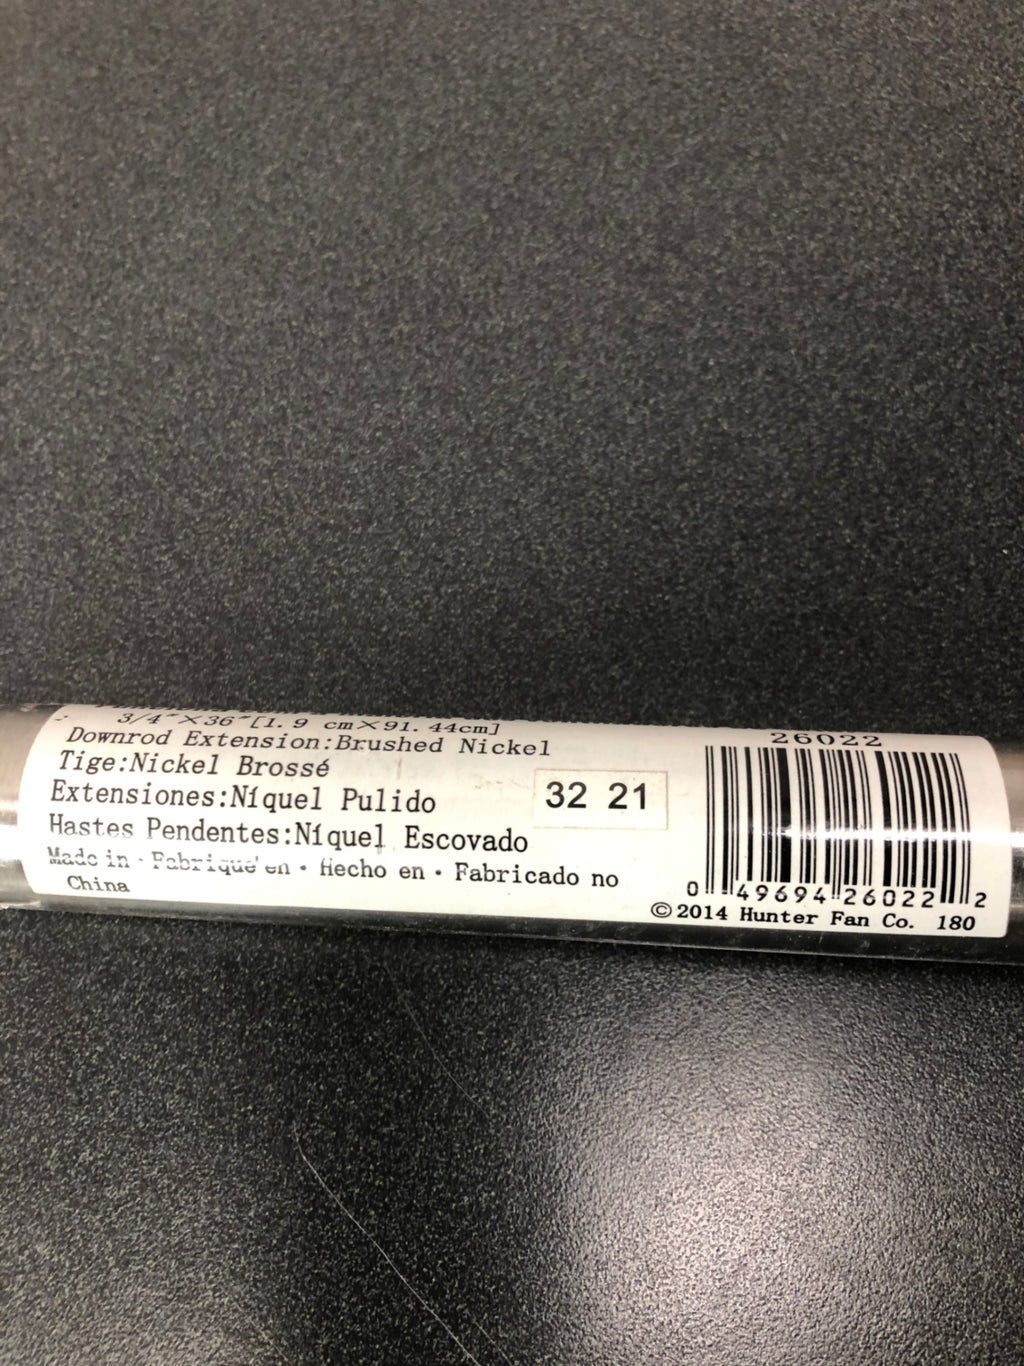 3/4"×36"[1.9 cm×91.44cm]
Downrod Extension:Brushed Nickel
Tige:Nickel Brossé
Extensiones:Níquel Pulido
Hastes Pendentes:Níquel Escovado
Made in · Fabriqué en · Hecho en · Fabricado no
China
32 21
26022
0 49694 26022 2
©2014 Hunter Fan Co. 180